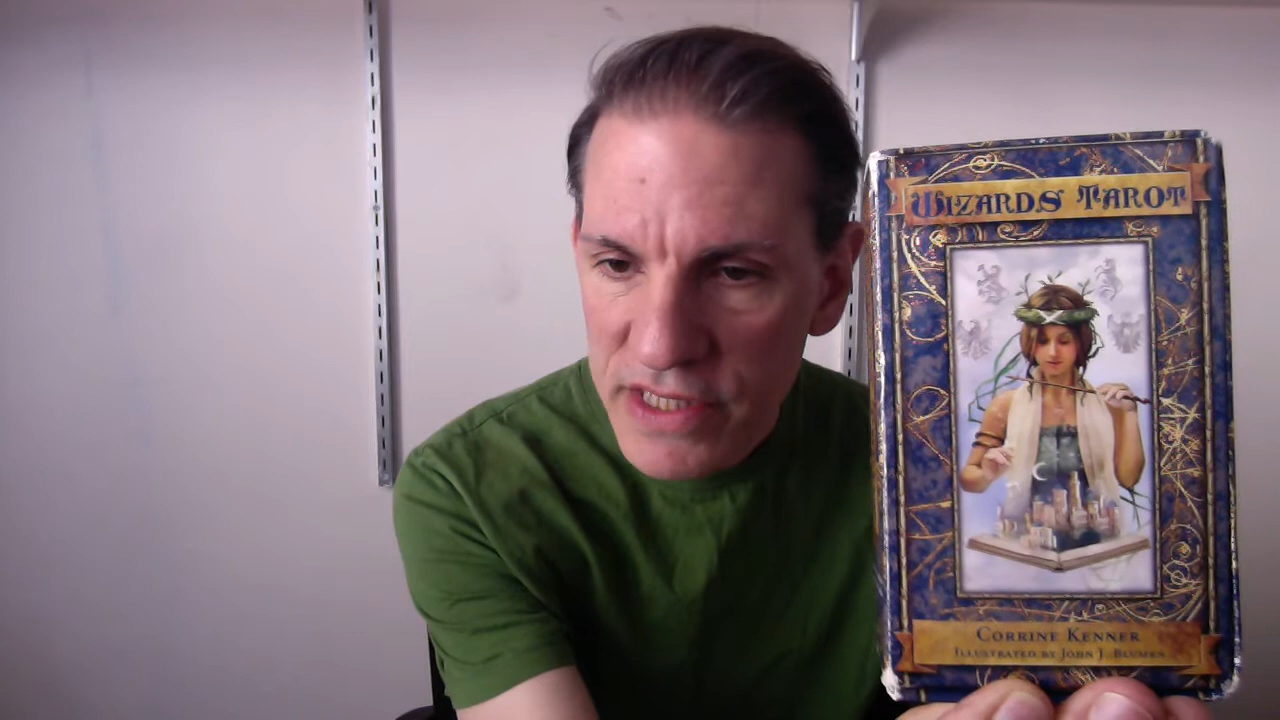 WIZARDS TAROT
CORRINE KENNER
ILLUSTRATED BY JOHN J. BLUMEN